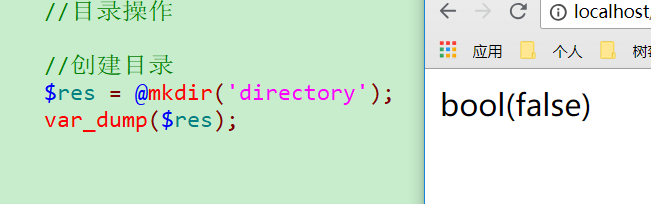 //目录操作
//创建目录
$res = @mkdir('directory');
var_dump($res);
localhost/
应用 个人 树客
bool(false)